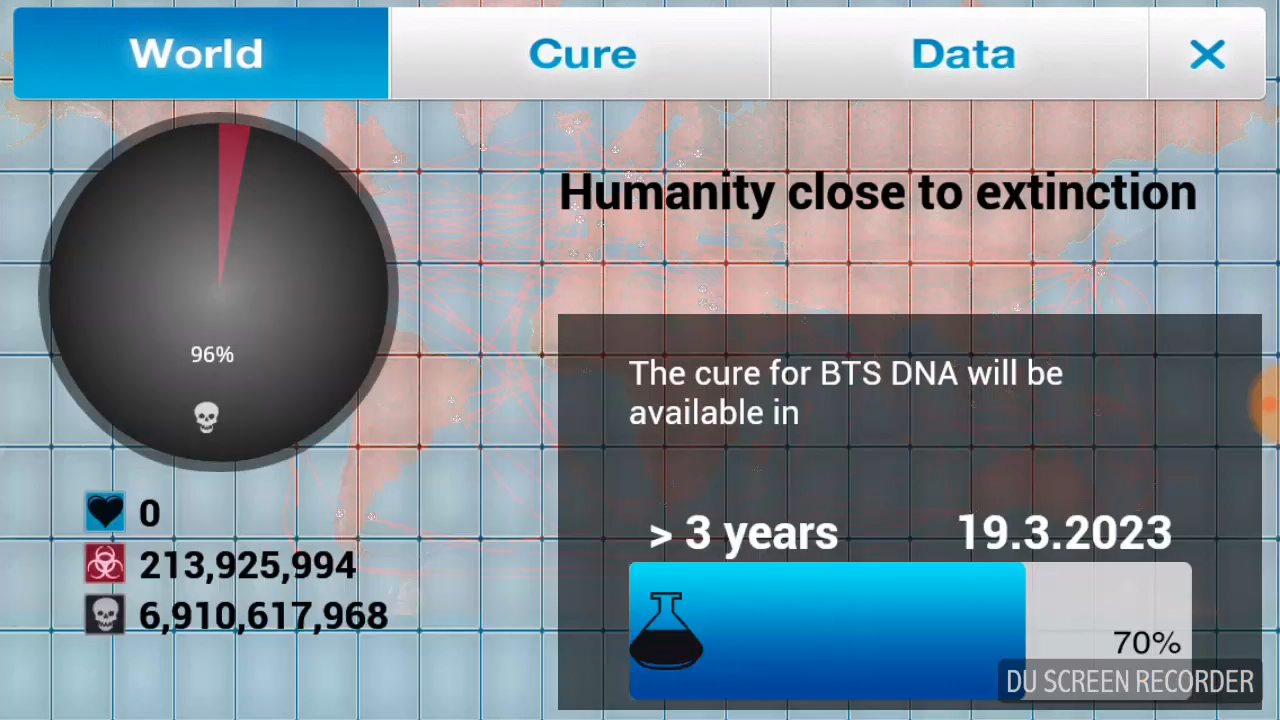 World
Cure
Data
X
Humanity close to extinction
96%
The cure for BTS DNA will be
available in
> 3 years
19.3.2023
0
213,925,994
6,910,617,968
70%
DU SCREEN RECORDER